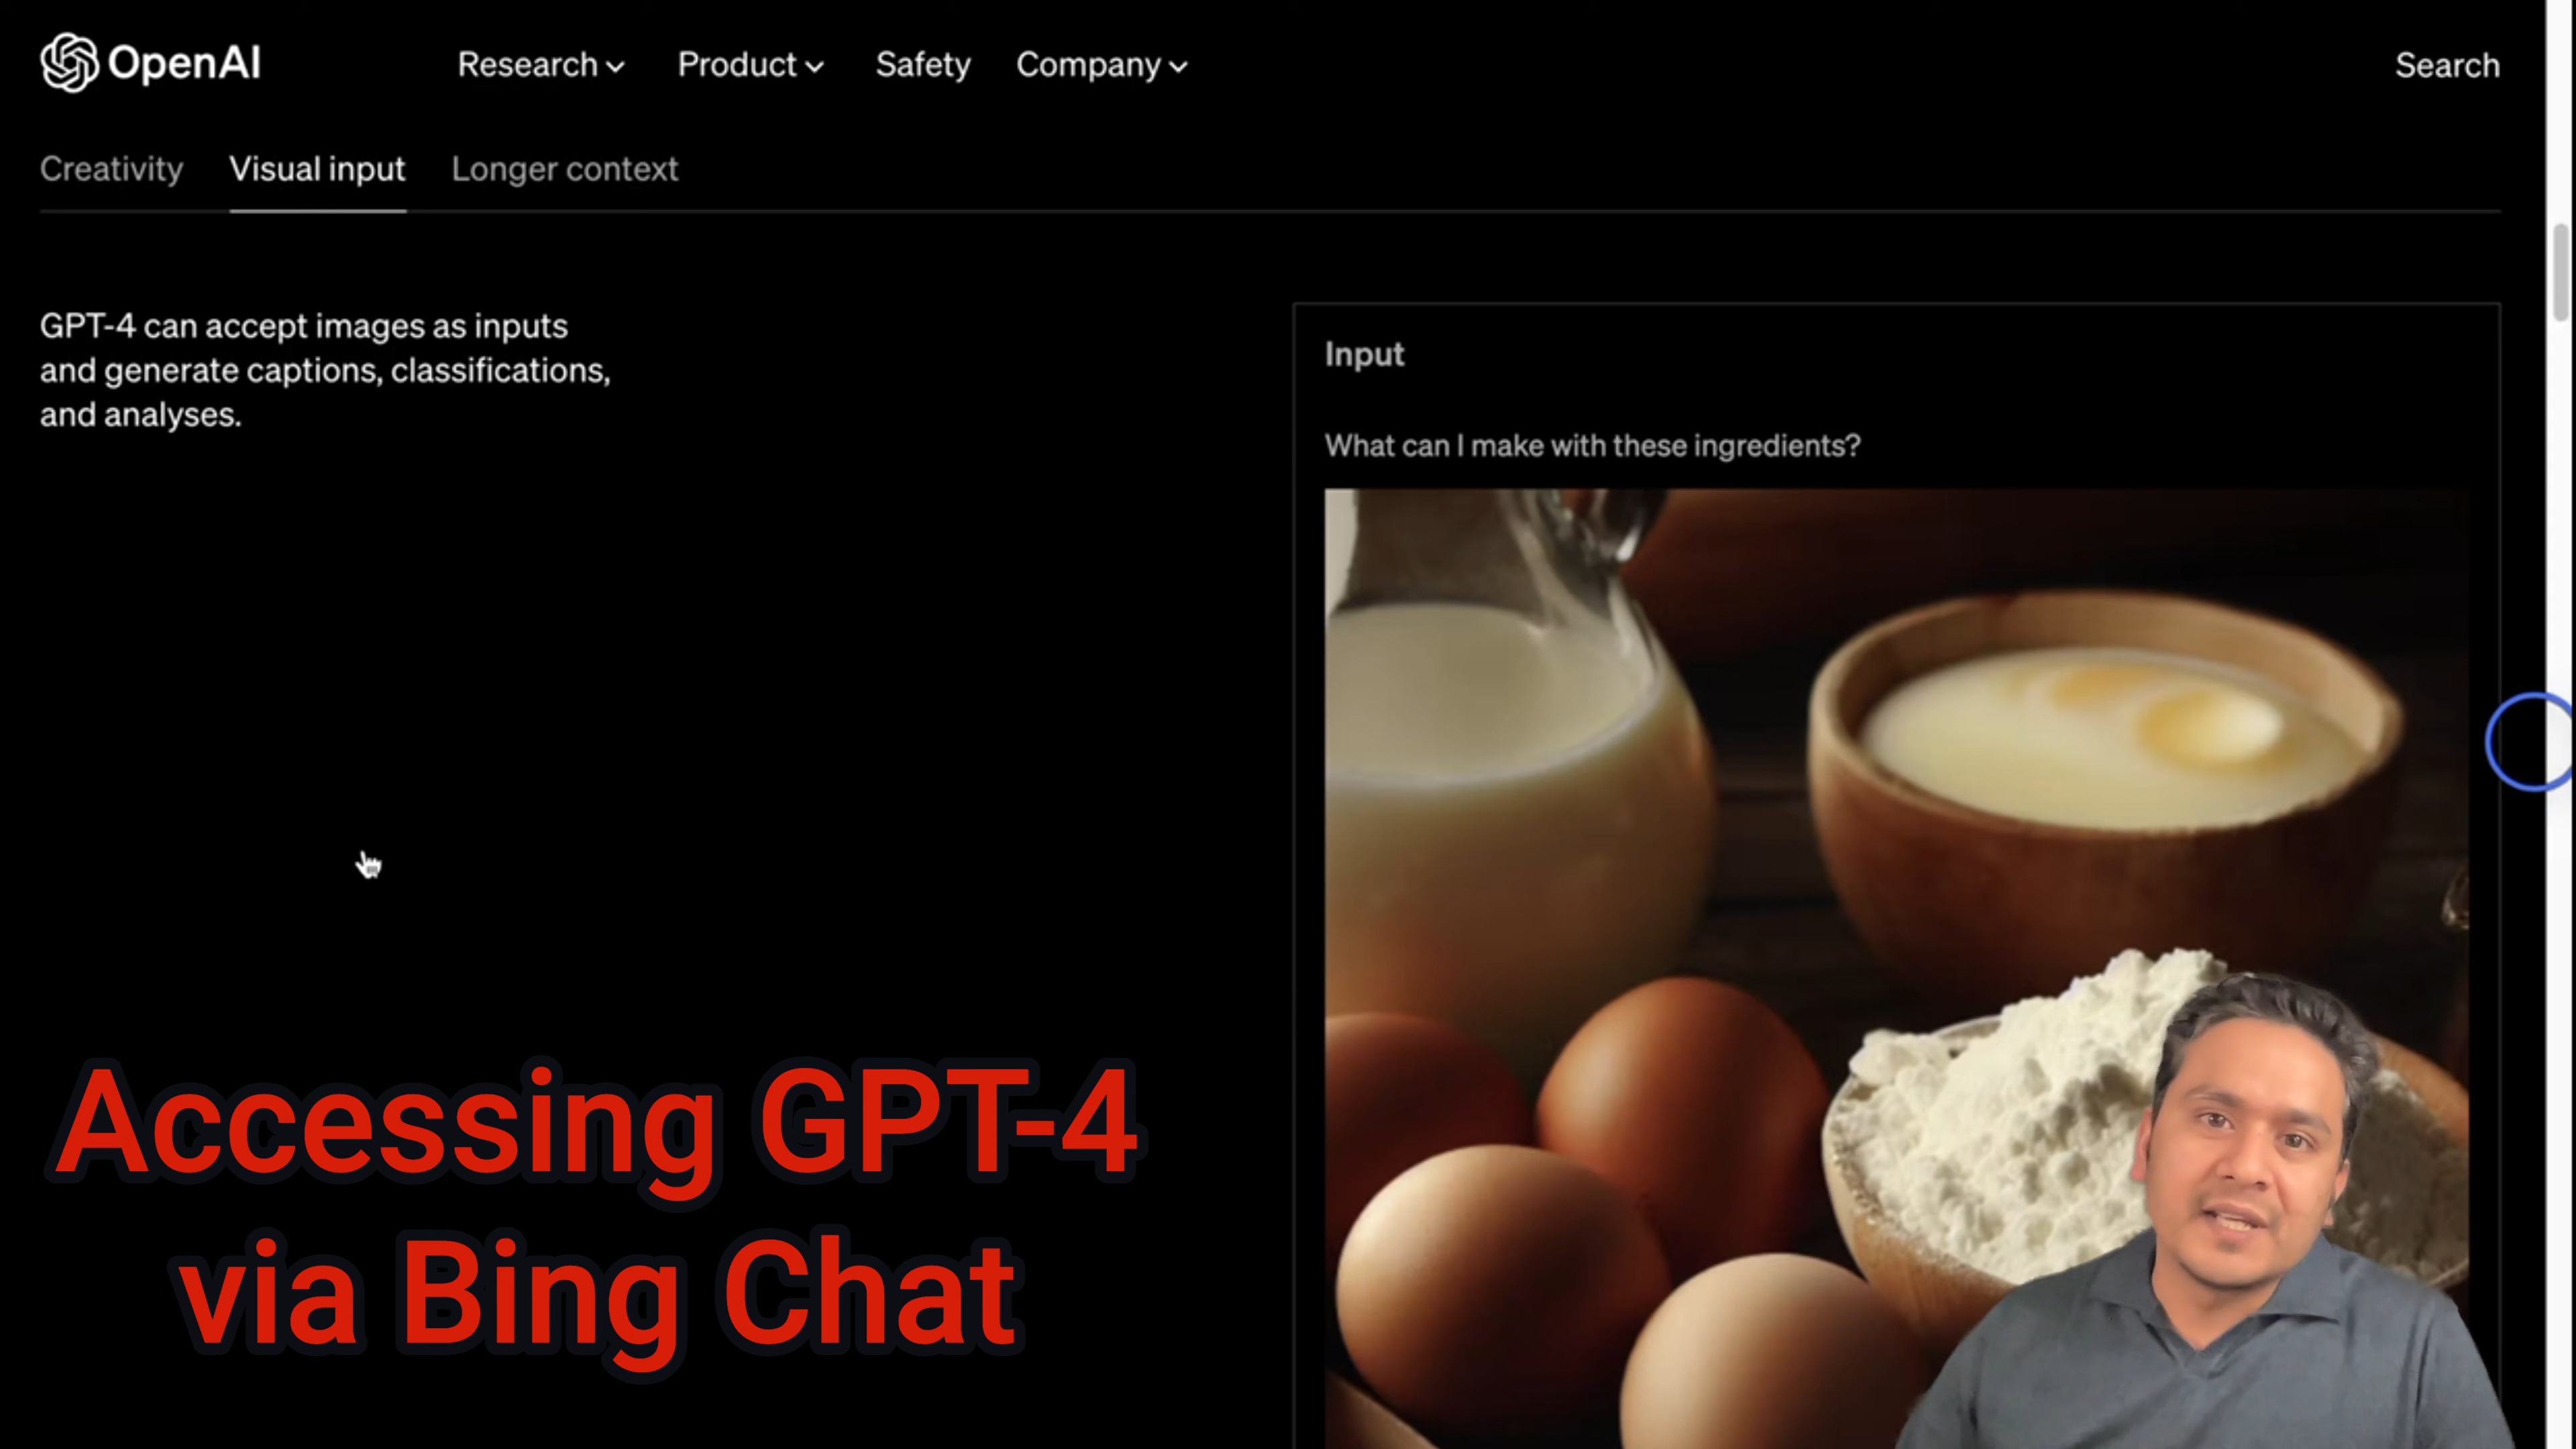 OpenAI
Research Product Safety Company Search
Creativity Visual input Longer context
GPT-4 can accept images as inputs
and generate captions, classifications,
and analyses.
Input
What can I make with these ingredients?
Accessing GPT-4
via Bing Chat